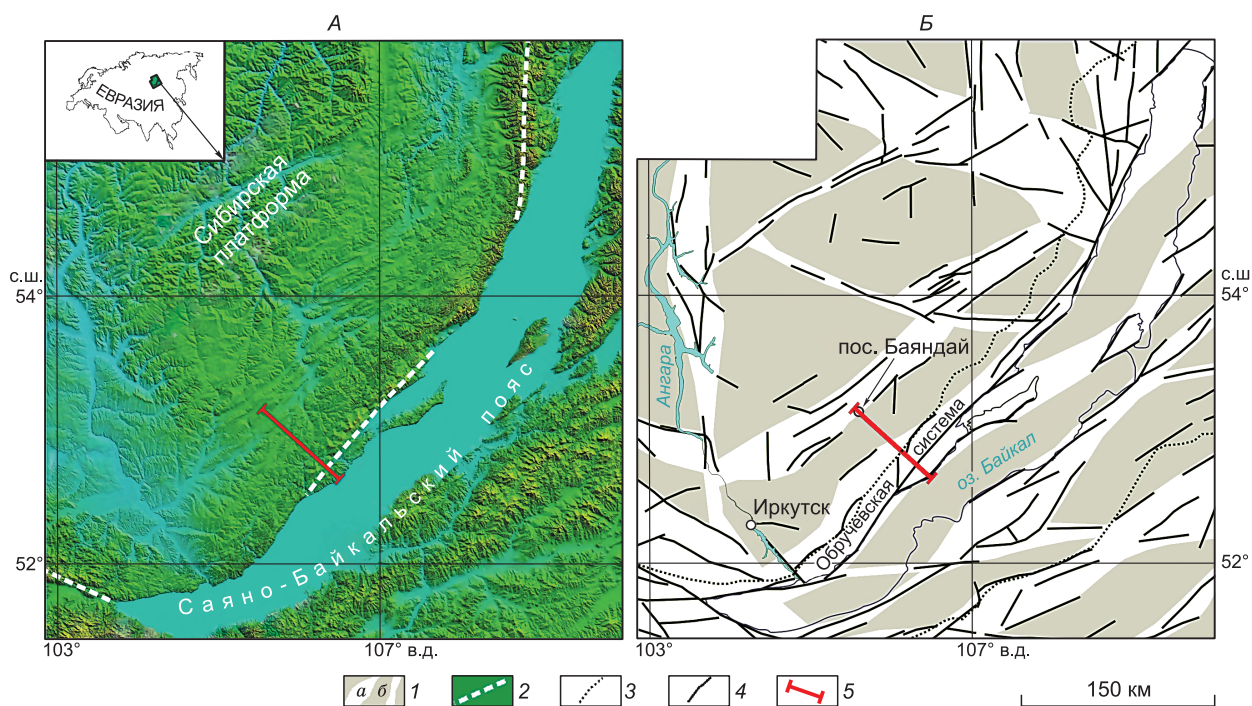 А
Б
ЕВРАЗИЯ
Сибирская
платформа
Саяно-Байкальский пояс
с.ш.
54°
52°
103°
107° в.д.
Ангара
пос. Баяндай
Иркутск
Обручевская система
оз. Байкал
с.ш
54°
52°
103°
107° в.д.
а б 1
2
3
4
5
150 км